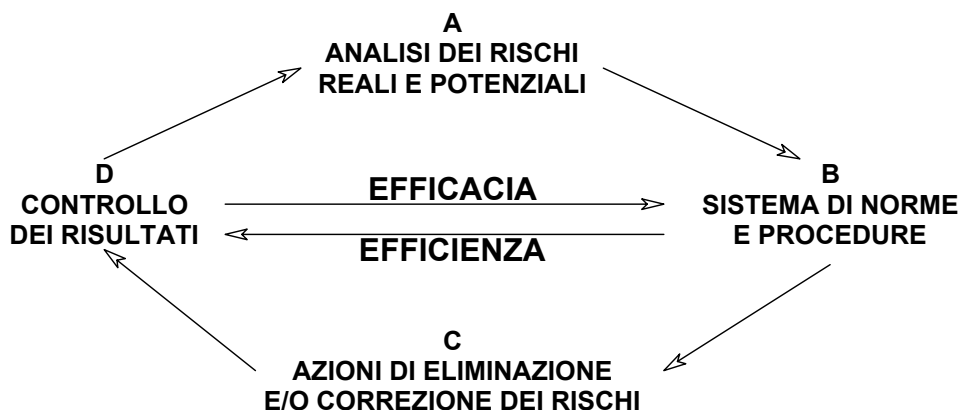 A
ANALISI DEI RISCHI
REALI E POTENZIALI
D
CONTROLLO
DEI RISULTATI
EFFICACIA
EFFICIENZA
B
SISTEMA DI NORME
E PROCEDURE
C
AZIONI DI ELIMINAZIONE
E/O CORREZIONE DEI RISCHI